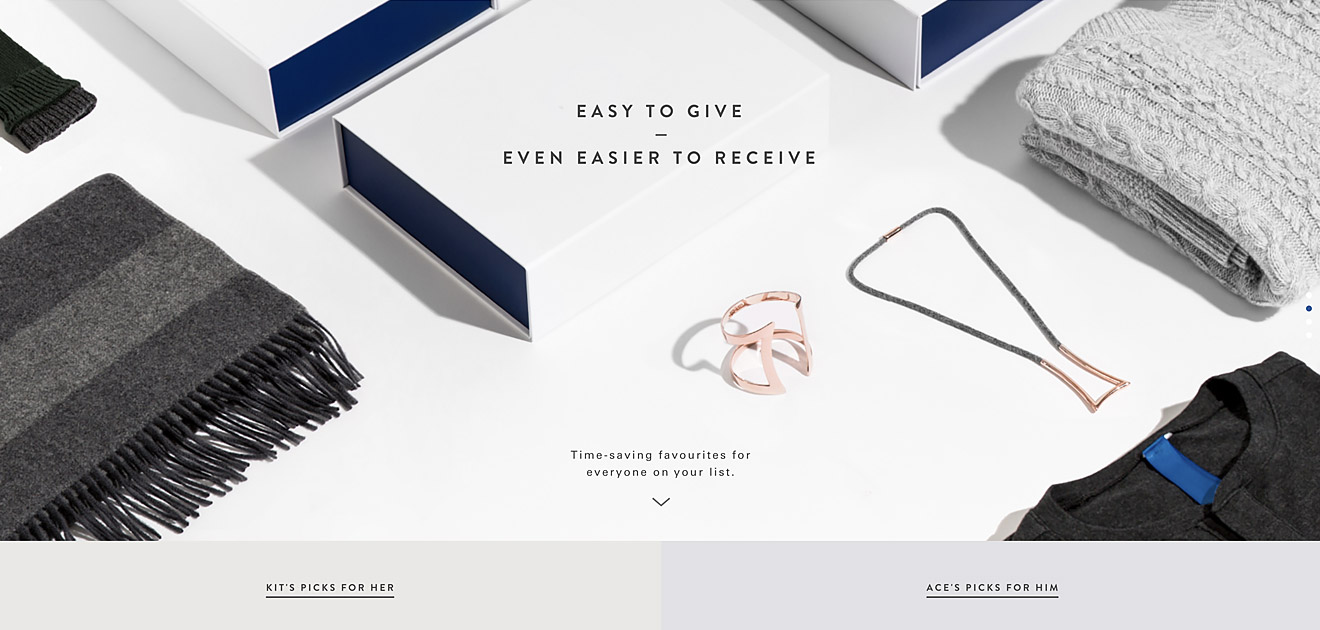 EASY TO GIVE
–
EVEN EASIER TO RECEIVE
Time-saving favourites for
everyone on your list.
KIT'S PICKS FOR HER
ACE'S PICKS FOR HIM